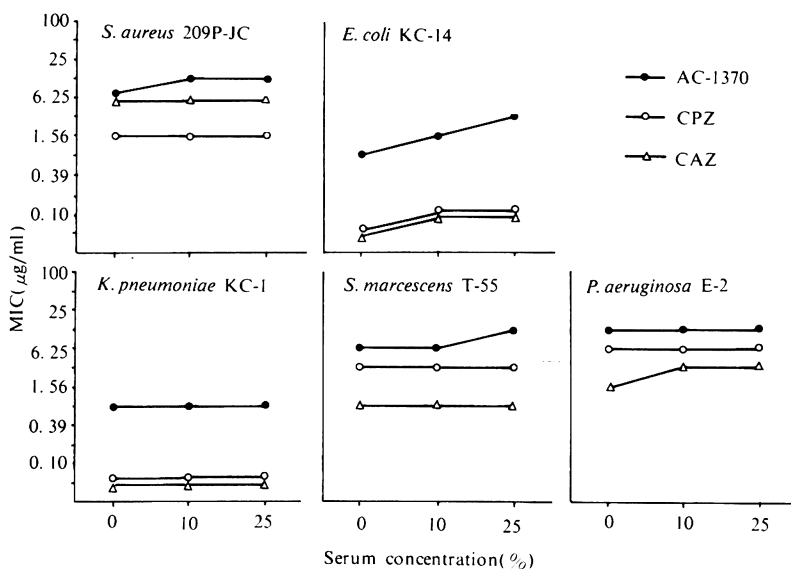 100
25
6.25
1.56
0.39
0.10
S. aureus 209P-JC
E. coli KC-14
AC-1370
CPZ
CAZ
MIC(μg/ml)
100
25
6.25
1.56
0.39
0.10
K. pneumoniae KC-1
S. marcescens T-55
P. aeruginosa E-2
0 10 25
0 10 25
0 10 25
Serum concentration(%)